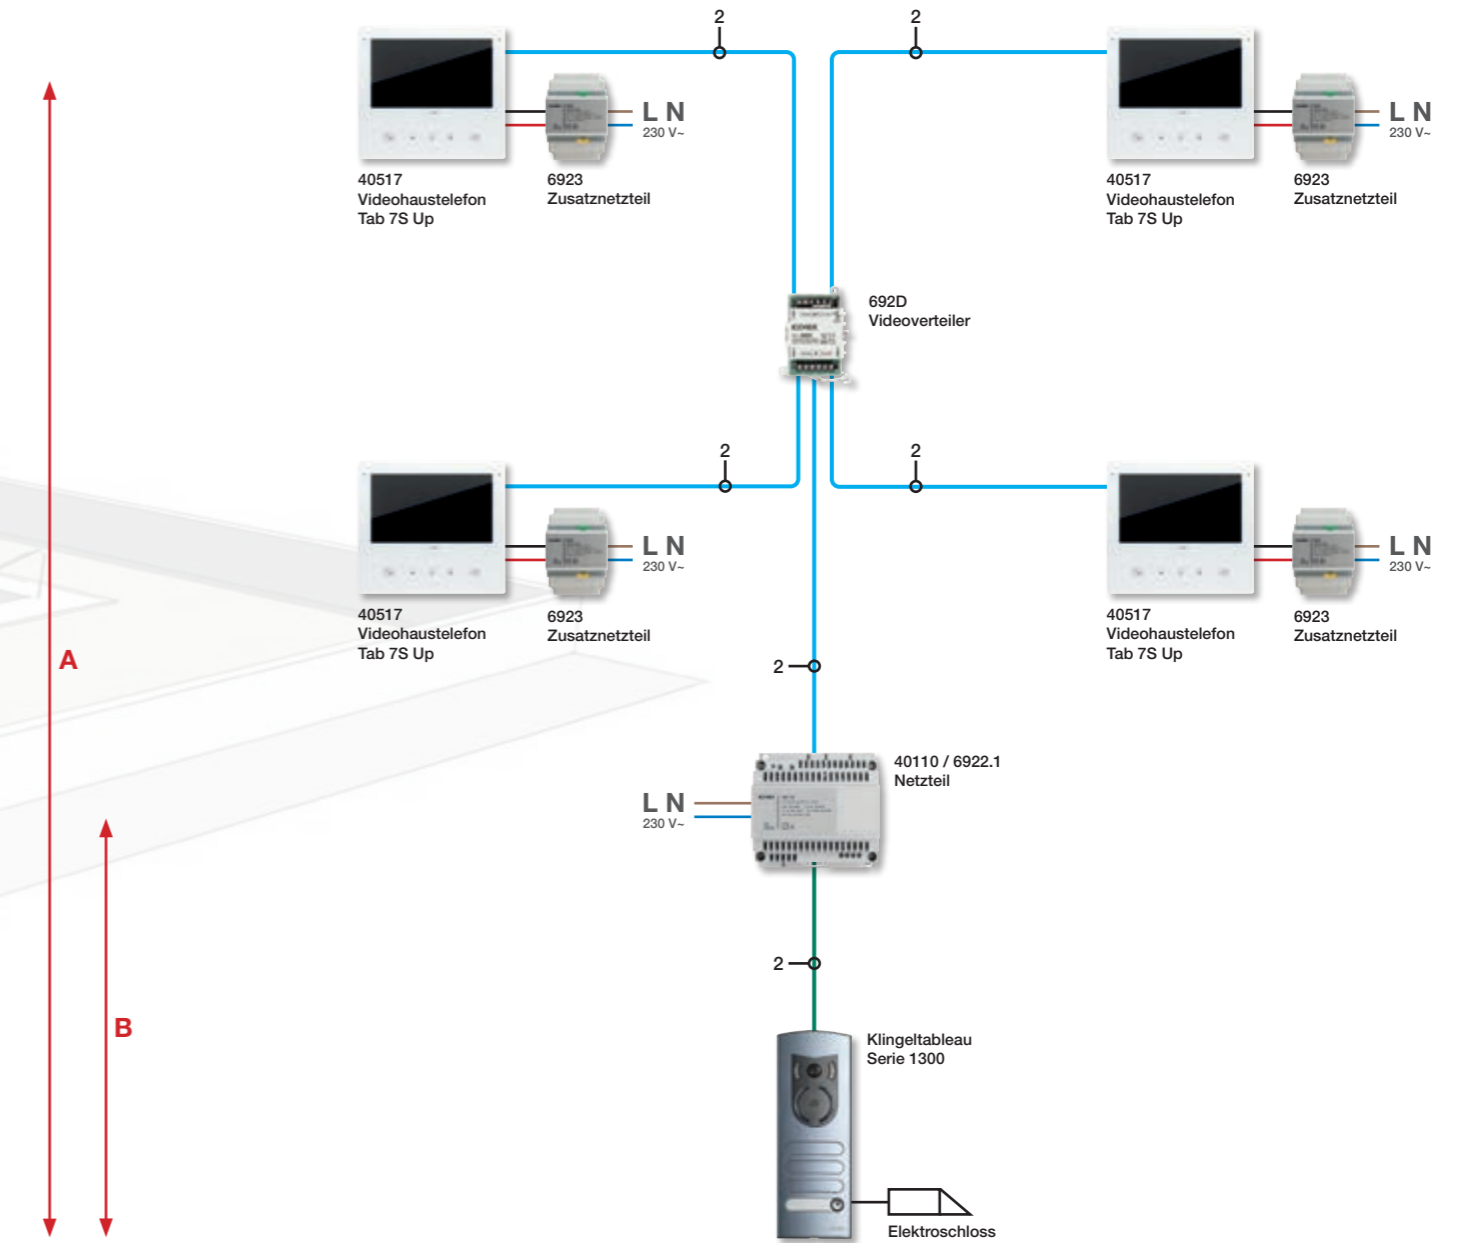 2
2
L N
230 V~
L N
230 V~
40517
Videohaustelefon
Tab 7S Up
6923
Zusatznetzteil
40517
Videohaustelefon
Tab 7S Up
6923
Zusatznetzteil
692D
Videoverteiler
2
2
L N
230 V~
L N
230 V~
40517
Videohaustelefon
Tab 7S Up
6923
Zusatznetzteil
40517
Videohaustelefon
Tab 7S Up
6923
Zusatznetzteil
A
2
40110 / 6922.1
Netzteil
L N
230 V~
2
B
Klingeltableau
Serie 1300
Elektroschloss